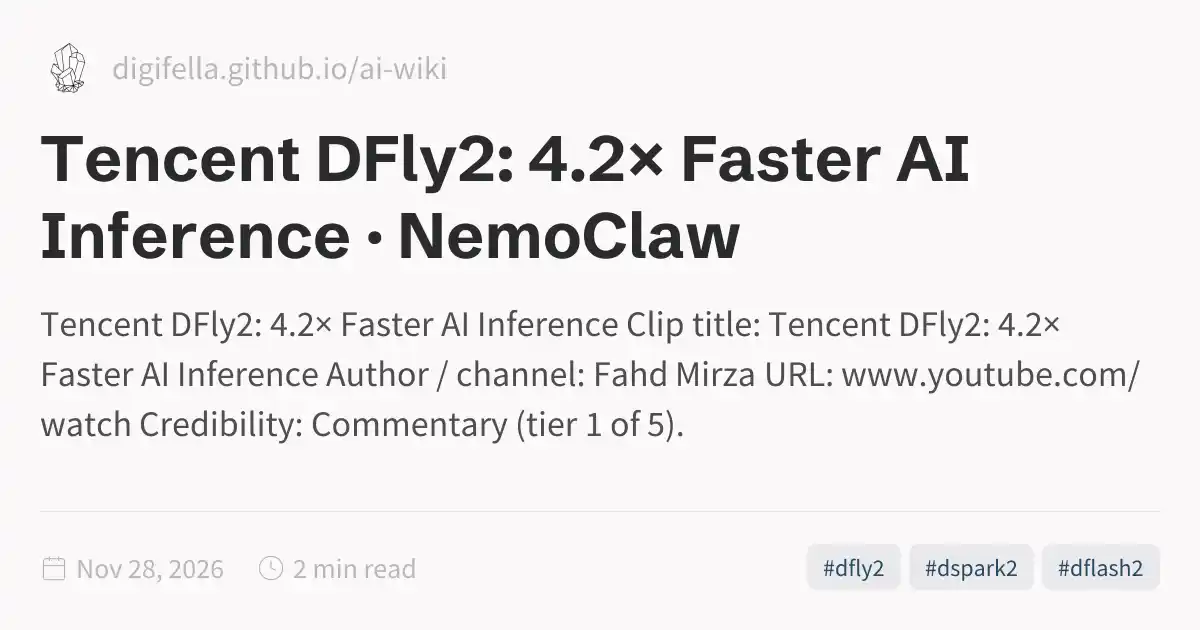 digifella.github.io/ai-wiki
Tencent DFly2: 4.2× Faster AI
Inference · NemoClaw
Tencent DFly2: 4.2× Faster AI Inference Clip title: Tencent DFly2: 4.2×
Faster AI Inference Author / channel: Fahd Mirza URL: www.youtube.com/
watch Credibility: Commentary (tier 1 of 5).
Nov 28, 2026 2 min read #dfly2 #dspark2 #dflash2